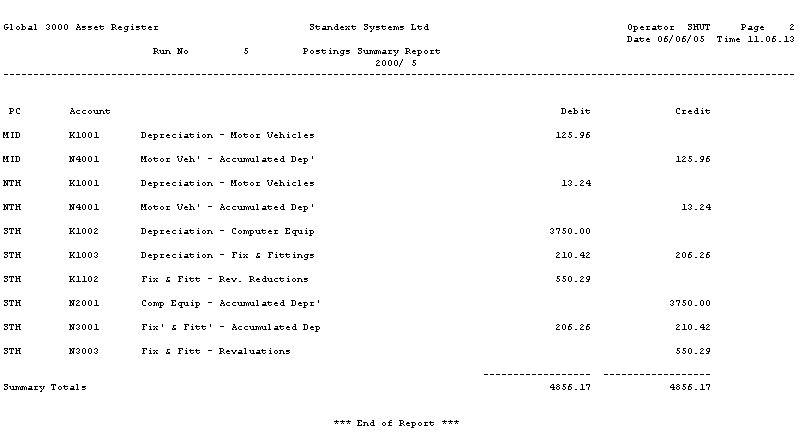 Global 3000 Asset Register Standext Systems Ltd Operator SHUT Page 2
Date 06/06/05 Time 11.06.13
Run No 5 Postings Summary Report
2000/ 5
--------------------------------------------------------------------------------
PC Account Debit Credit
MID K1001 Depreciation - Motor Vehicles 125.96
MID N4001 Motor Veh' - Accumulated Dep' 125.96
NTH K1001 Depreciation - Motor Vehicles 13.24
NTH N4001 Motor Veh' - Accumulated Dep' 13.24
STH K1002 Depreciation - Computer Equip 3750.00
STH K1003 Depreciation - Fix & Fittings 210.42 206.26
STH K1102 Fix & Fitt - Rev. Reductions 550.29
STH N2001 Comp Equip - Accumulated Depr' 3750.00
STH N3001 Fix' & Fitt' - Accumulated Dep 206.26 210.42
STH N3003 Fix & Fitt - Revaluations 550.29
------------------ ------------------
Summary Totals 4856.17 4856.17
*** End of Report ***